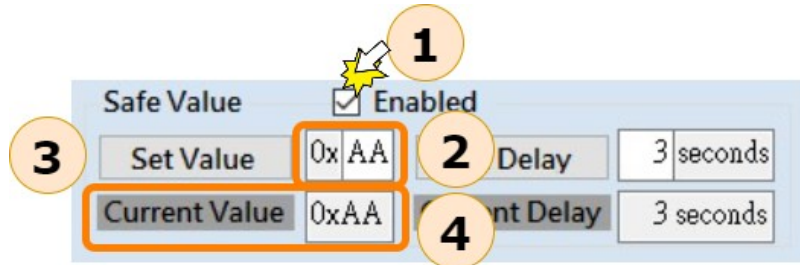 1
Safe Value Enabled
3 Set Value 0x AA 2 Delay 3 seconds
Current Value 0xAA 4 nt Delay 3 seconds